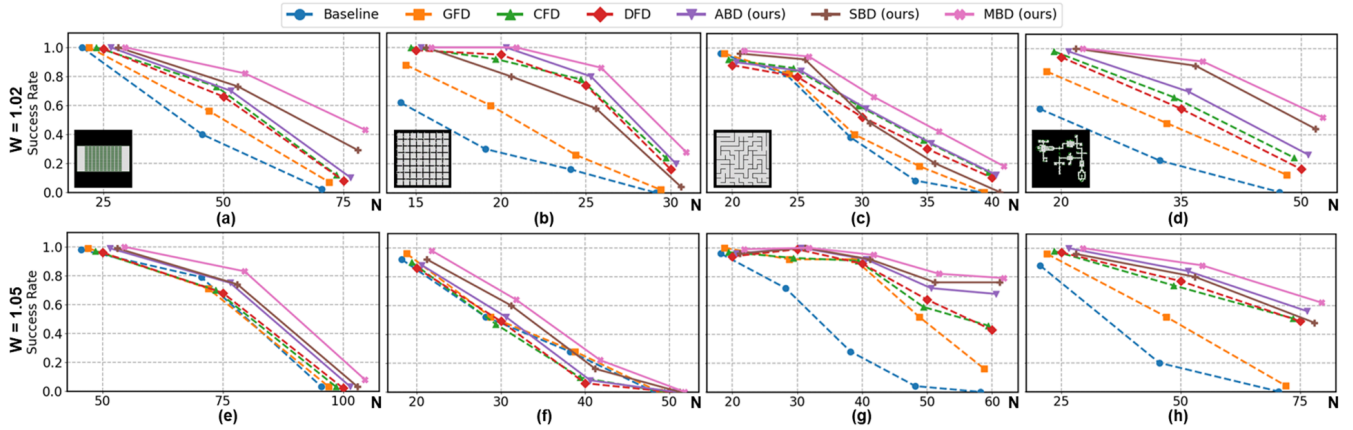 Baseline GFD CFD DFD ABD (ours) SBD (ours) MBD (ours)
W = 1.02
Success Rate
1.0
0.8
0.6
0.4
0.2
0.0
25 50 75 N
(a)
15 20 25 30 N
(b)
20 25 30 35 40 N
(c)
20 35 50 N
(d)
W = 1.05
Success Rate
1.0
0.8
0.6
0.4
0.2
0.0
50 75 100 N
(e)
20 30 40 50 N
(f)
20 30 40 50 60 N
(g)
25 50 75 N
(h)